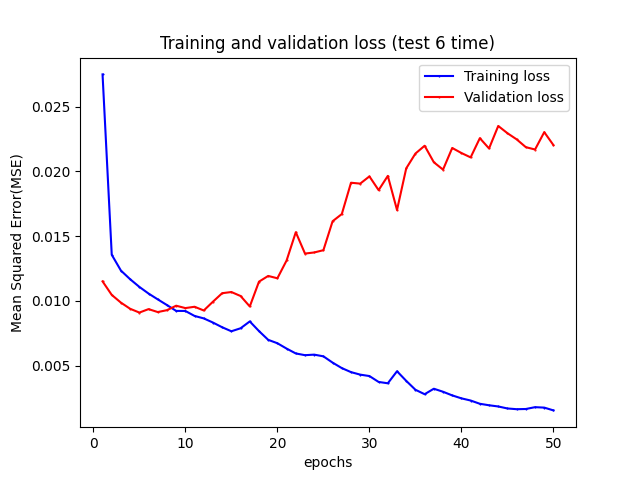 Training and validation loss (test 6 time)
Training loss
Validation loss
Mean Squared Error(MSE)
0.025
0.020
0.015
0.010
0.005
0 10 20 30 40 50
epochs